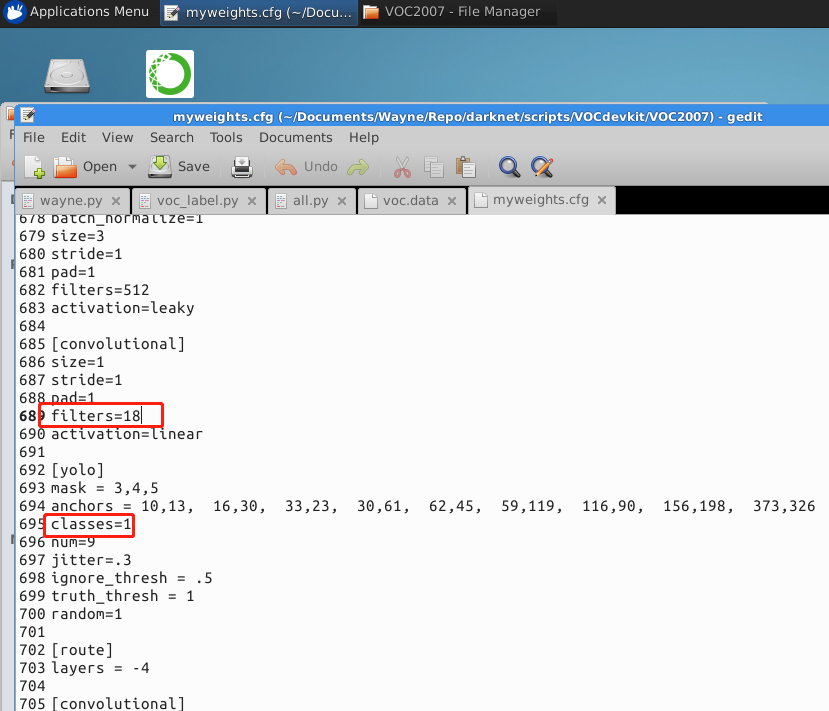 Applications Menu myweights.cfg (~/Docu... VOC2007 - File Manager
myweights.cfg (~/Documents/Wayne/Repo/darknet/scripts/VOCdevkit/VOC2007) - gedit
File Edit View Search Tools Documents Help
Open Save Undo
wayne.py voc_label.py all.py voc.data myweights.cfg
678 batch_normalize=1
679 size=3
680 stride=1
681 pad=1
682 filters=512
683 activation=leaky
684
685 [convolutional]
686 size=1
687 stride=1
688 pad=1
689 filters=18
690 activation=linear
691
692 [yolo]
693 mask = 3,4,5
694 anchors = 10,13,  16,30,  33,23,  30,61,  62,45,  59,119,  116,90,  156,198,  373,326
695 classes=1
696 num=9
697 jitter=.3
698 ignore_thresh = .5
699 truth_thresh = 1
700 random=1
701
702 [route]
703 layers = -4
704
705 [convolutional]